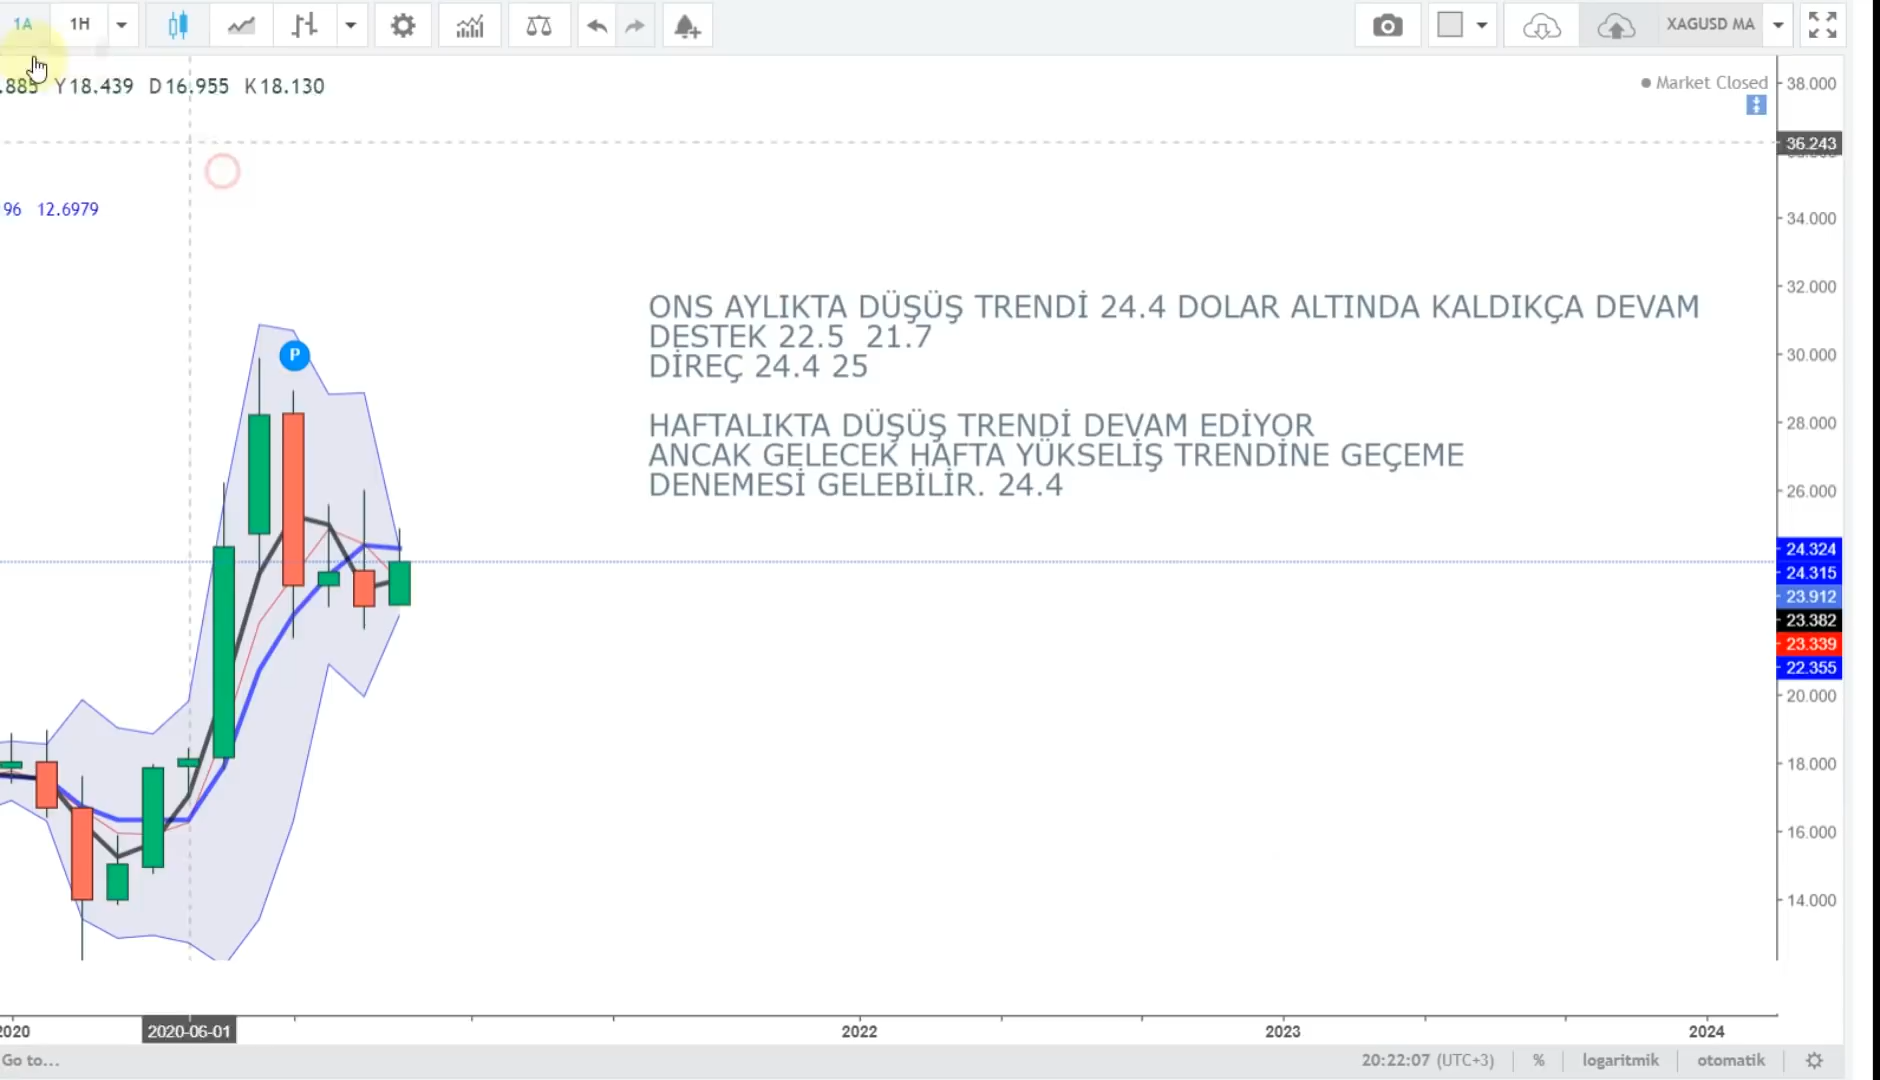 1A 1H XAGUSD MA
.885 Y18.439 D16.955 K18.130
Market Closed
96 12.6979
P
ONS AYLIKTA DÜŞÜŞ TRENDİ 24.4 DOLAR ALTINDA KALDIKÇA DEVAM
DESTEK 22.5 21.7
DİREÇ 24.4 25
HAFTALIKTA DÜŞÜŞ TRENDİ DEVAM EDİYOR
ANCAK GELECEK HAFTA YÜKSELİŞ TRENDİNE GEÇEME
DENEMESİ GELEBİLİR. 24.4
38.000
36.243
34.000
32.000
30.000
28.000
26.000
24.324
24.315
23.912
23.382
23.339
22.355
20.000
18.000
16.000
14.000
2020 2020-06-01 2022 2023 2024
Go to... 20:22:07 (UTC+3) % logaritmik otomatik